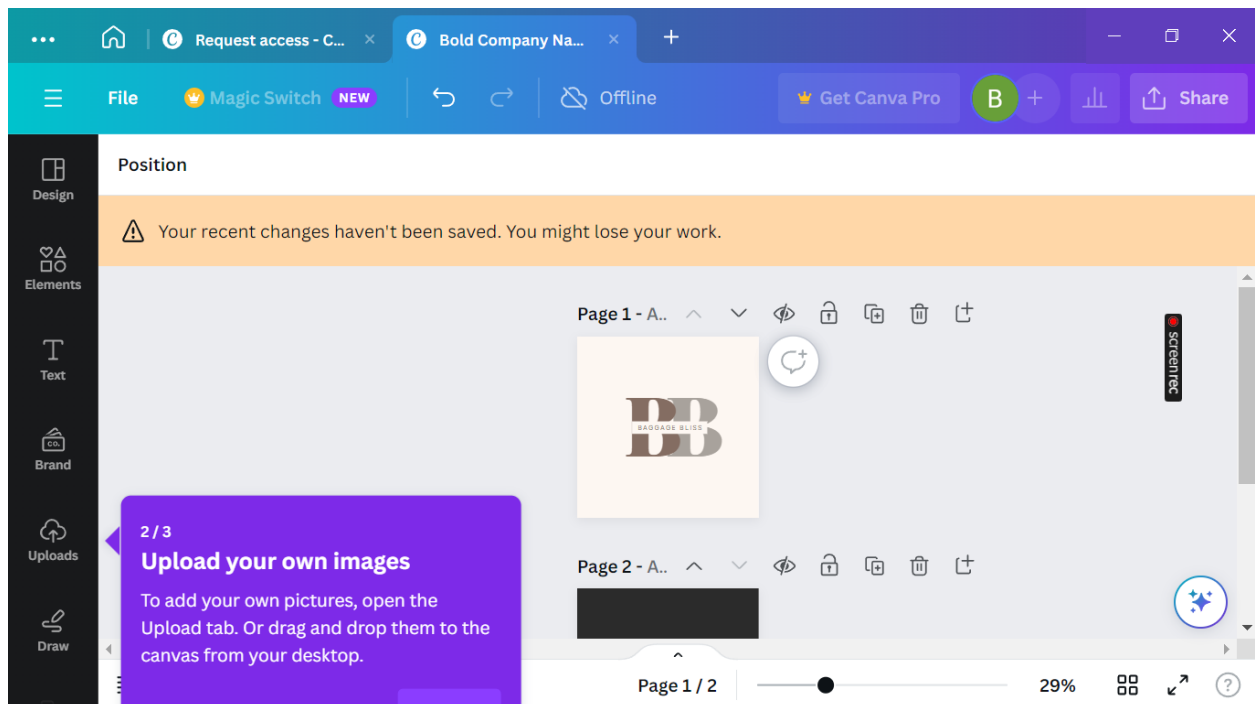 Request access - C...
Bold Company Na...
File
Magic Switch NEW
Offline
Get Canva Pro
B
Share
Design
Elements
Text
CO.
Brand
Uploads
Draw
Position
Your recent changes haven't been saved. You might lose your work.
Page 1 - A..
BB
BAGGAGE BLISS
screenrec
2/3
Upload your own images
To add your own pictures, open the
Upload tab. Or drag and drop them to the
canvas from your desktop.
Page 2 - A..
Page 1 / 2
29%
?